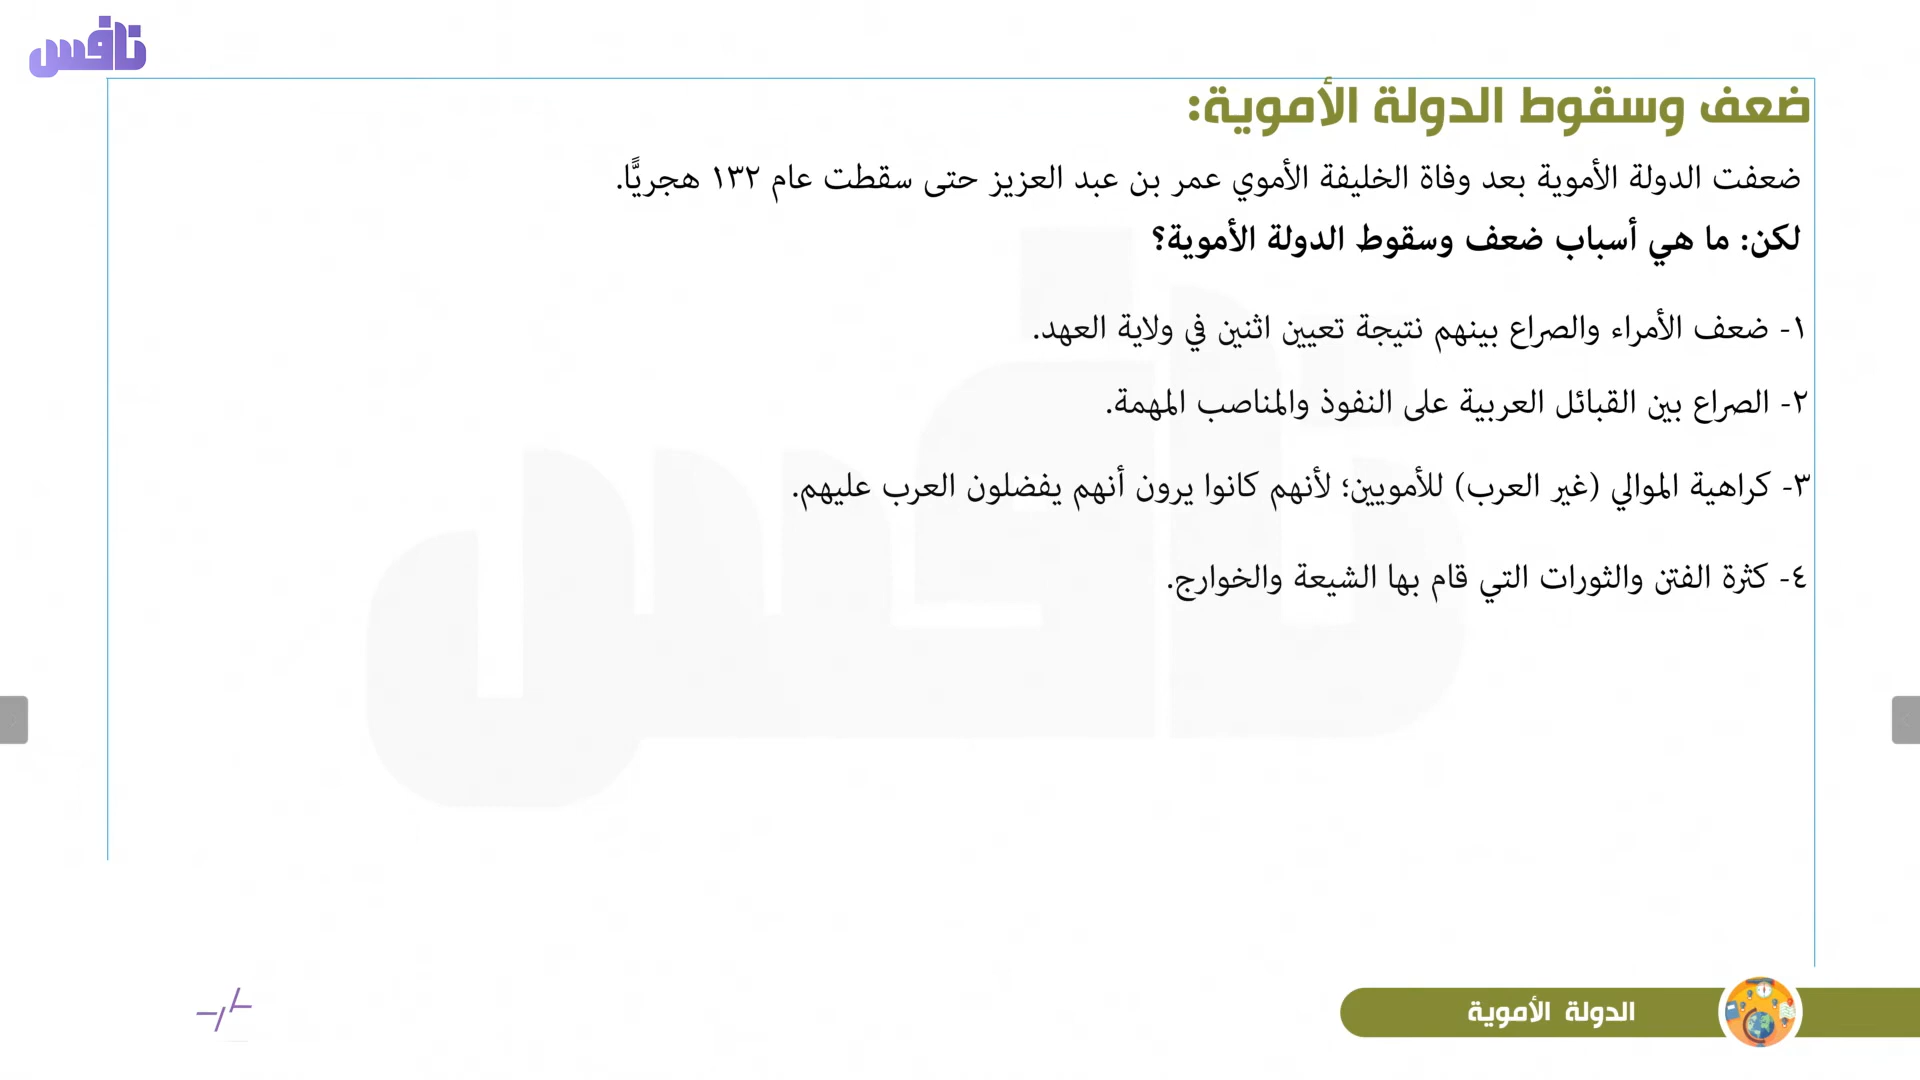 نافس
ضعف وسقوط الدولة الأموية:
ضعفت الدولة الأموية بعد وفاة الخليفة الأموي عمر بن عبد العزيز حتى سقطت عام ١٣٢ هجريًّا.
لكن: ما هي أسباب ضعف وسقوط الدولة الأموية؟
١- ضعف الأمراء والصراع بينهم نتيجة تعيين اثنين في ولاية العهد.
٢- الصراع بين القبائل العربية على النفوذ والمناصب المهمة.
٣- كراهية الموالي (غير العرب) للأمويين؛ لأنهم كانوا يرون أنهم يفضلون العرب عليهم.
٤- كثرة الفتن والثورات التي قام بها الشيعة والخوارج.
الدولة الأموية